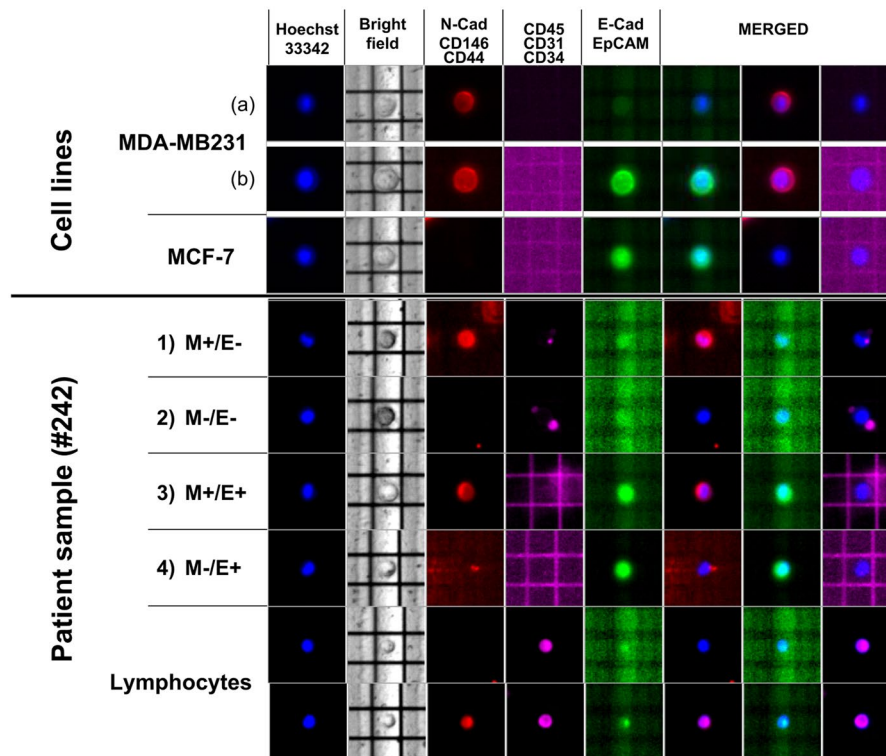 Hoechst
33342
Bright
field
N-Cad
CD146
CD44
CD45
CD31
CD34
E-Cad
EpCAM
MERGED
Cell lines
(a)
MDA-MB231
(b)
MCF-7
Patient sample (#242)
1) M+/E-
2) M-/E-
3) M+/E+
4) M-/E+
Lymphocytes